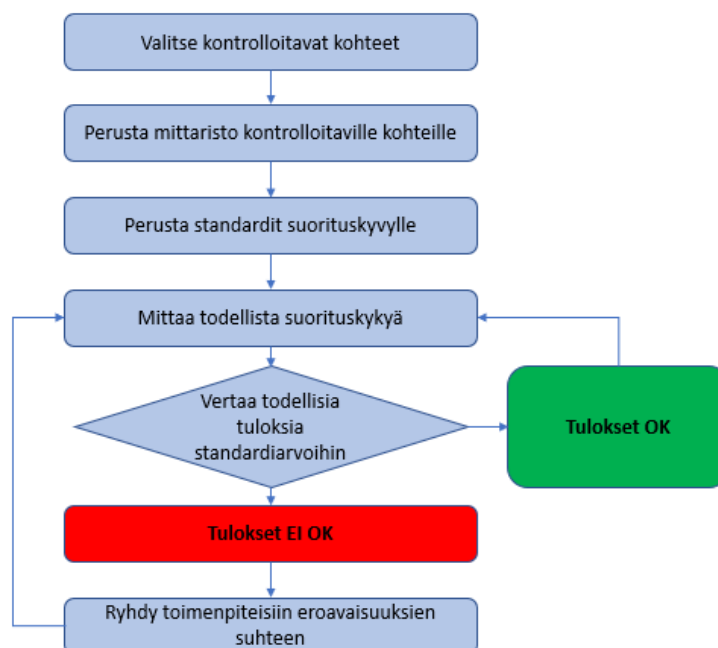 Valitse kontrolloitavat kohteet
Perusta mittaristo kontrolloitaville kohteille
Perusta standardit suorituskyvylle
Mittaa todellista suorituskykyä
Vertaa todellisia
tuloksia
standardiarvoihin
Tulokset OK
Tulokset EI OK
Ryhdy toimenpiteisiin eroavaisuuksien
suhteen